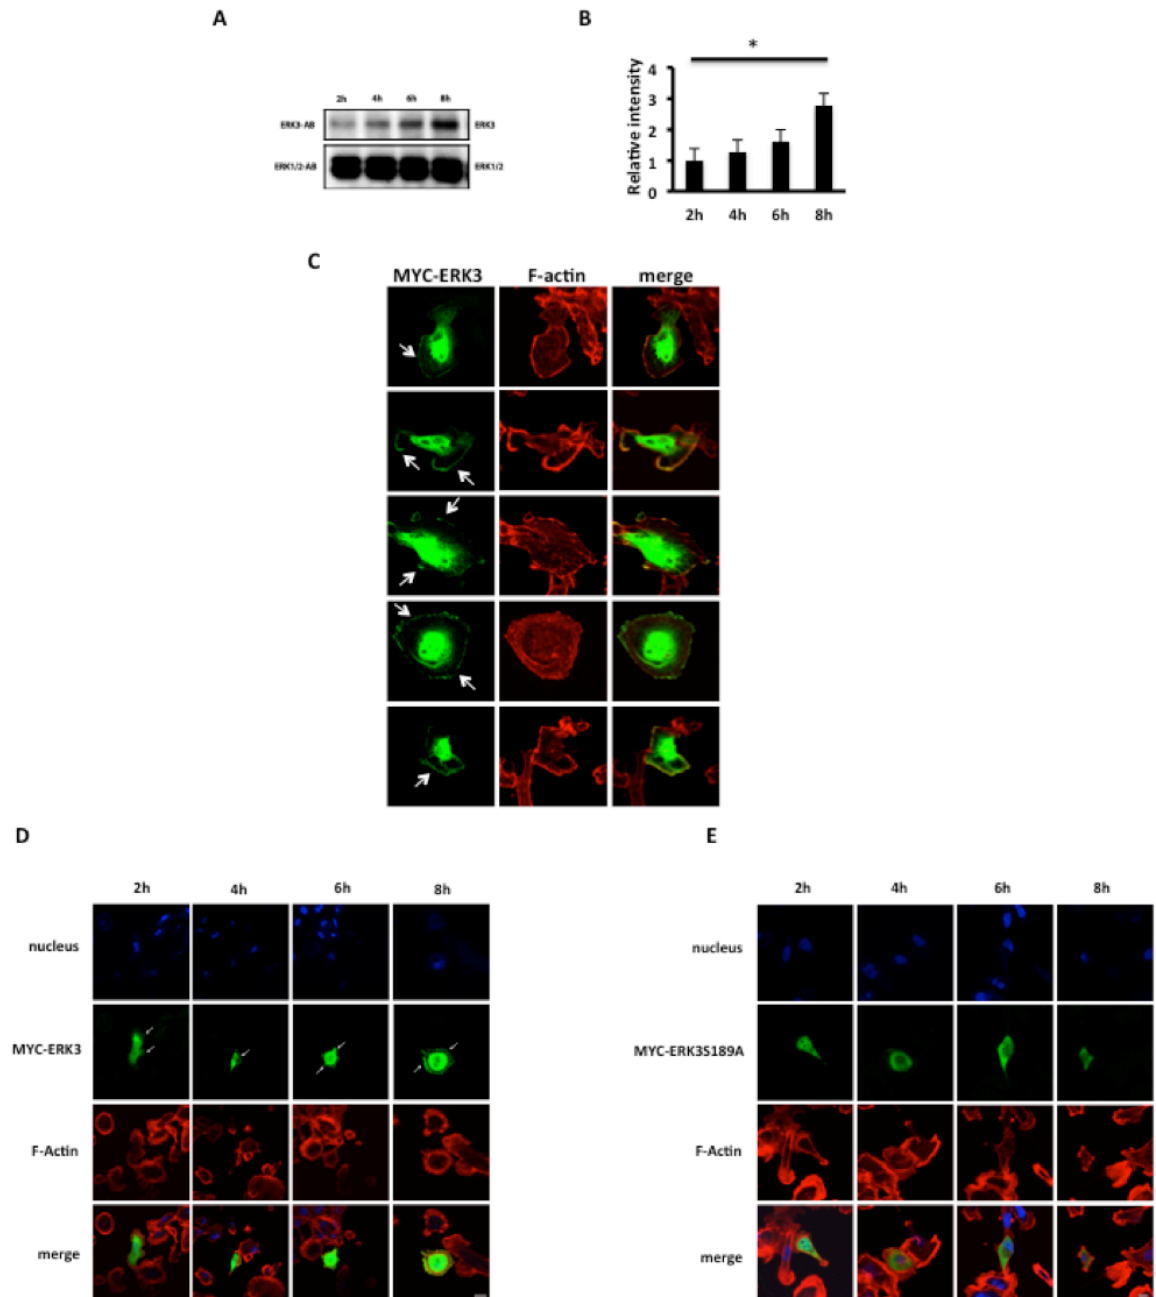 A
2h 4h 6h 8h
ERK3-AB ERK3
ERK1/2-AB ERK1/2
B
*
Relative intensity
4
3
2
1
0
2h 4h 6h 8h
C
MYC-ERK3 F-actin merge
D
2h 4h 6h 8h
nucleus
MYC-ERK3
F-Actin
merge
E
2h 4h 6h 8h
nucleus
MYC-ERK3S189A
F-Actin
merge